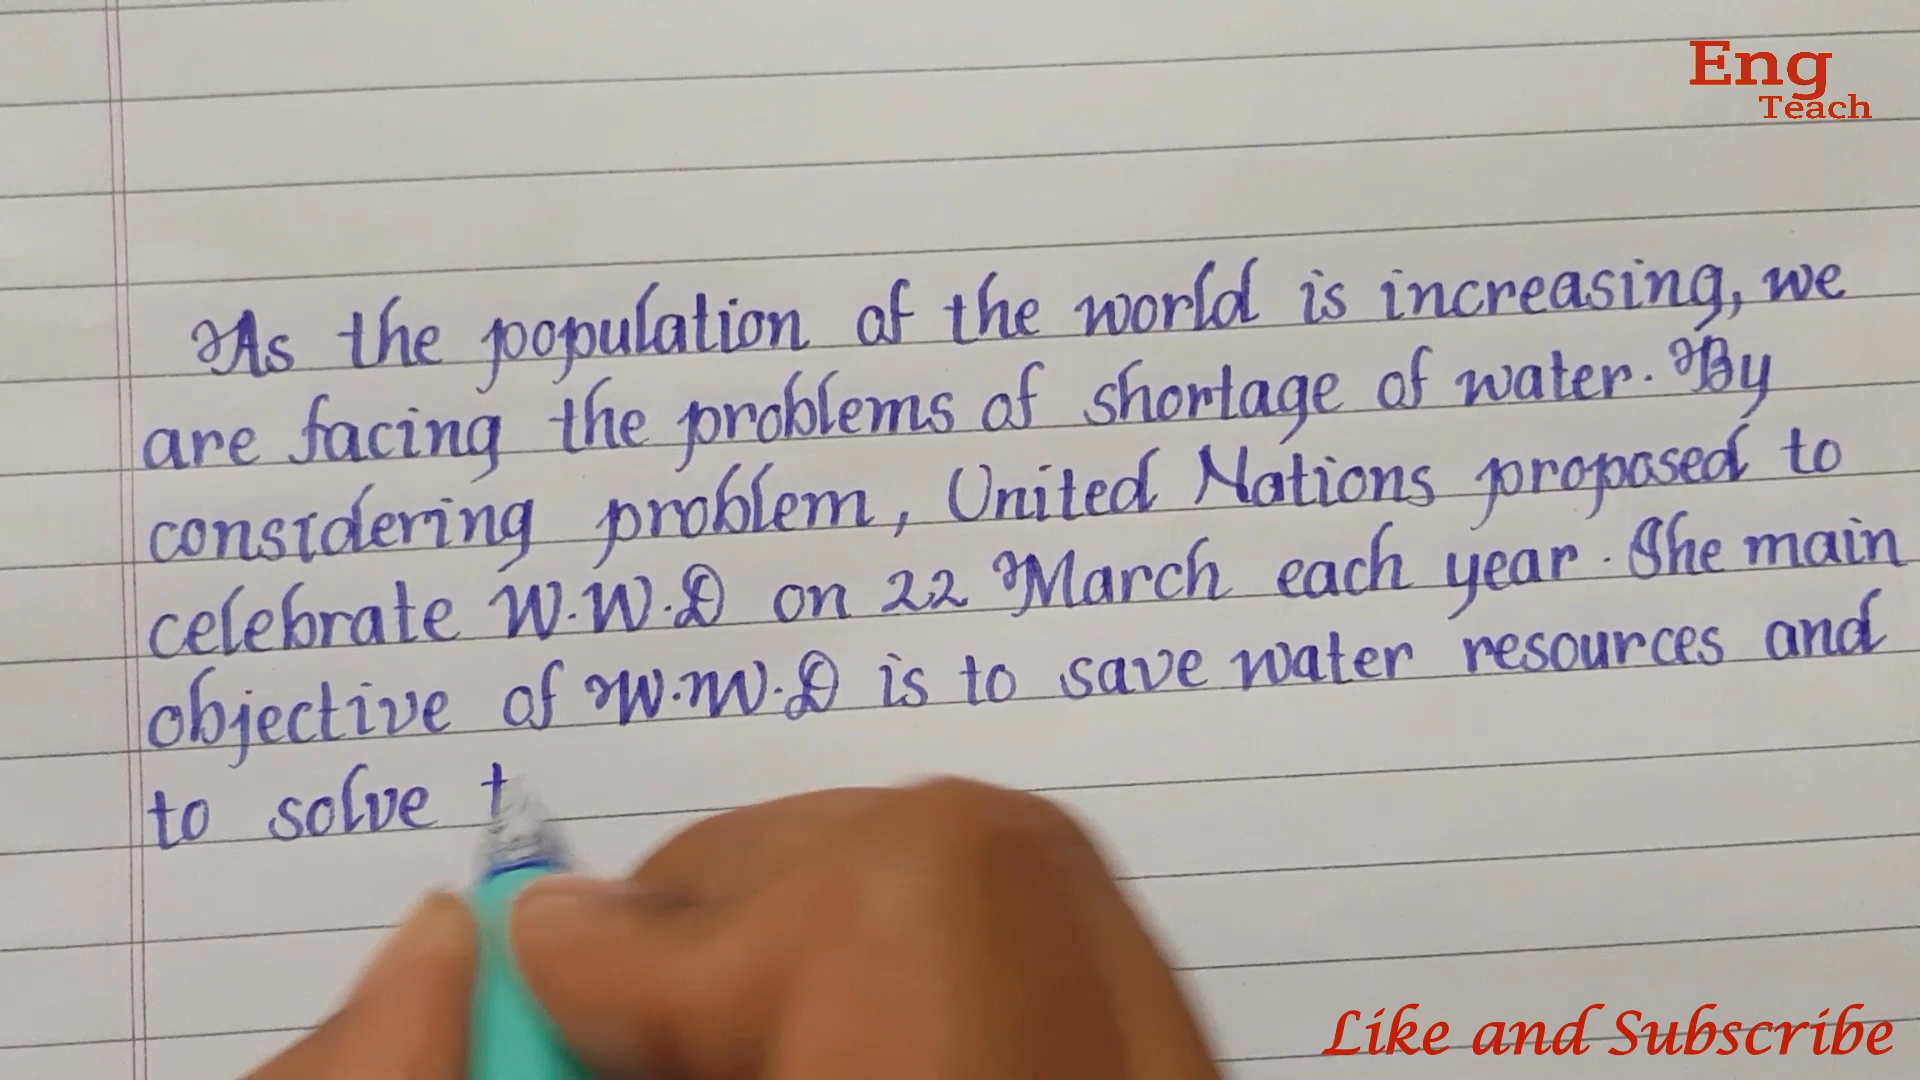 Eng
Teach
As the population of the world is increasing, we
are facing the problems of shortage of water. By
considering problem, United Nations proposed to
celebrate W.W.D on 22 March each year. The main
objective of W.W.D is to save water resources and
to solve t
Like and Subscribe